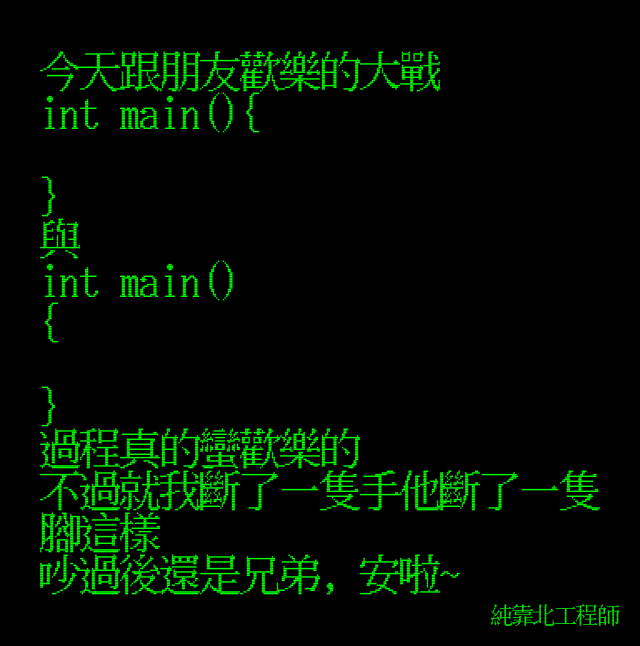 今天跟朋友歡樂的大戰
int main(){
}
與
int main()
{
}
過程真的蠻歡樂的
不過就我斷了一隻手他斷了一隻
腳這樣
吵過後還是兄弟，安啦~
純靠北工程師